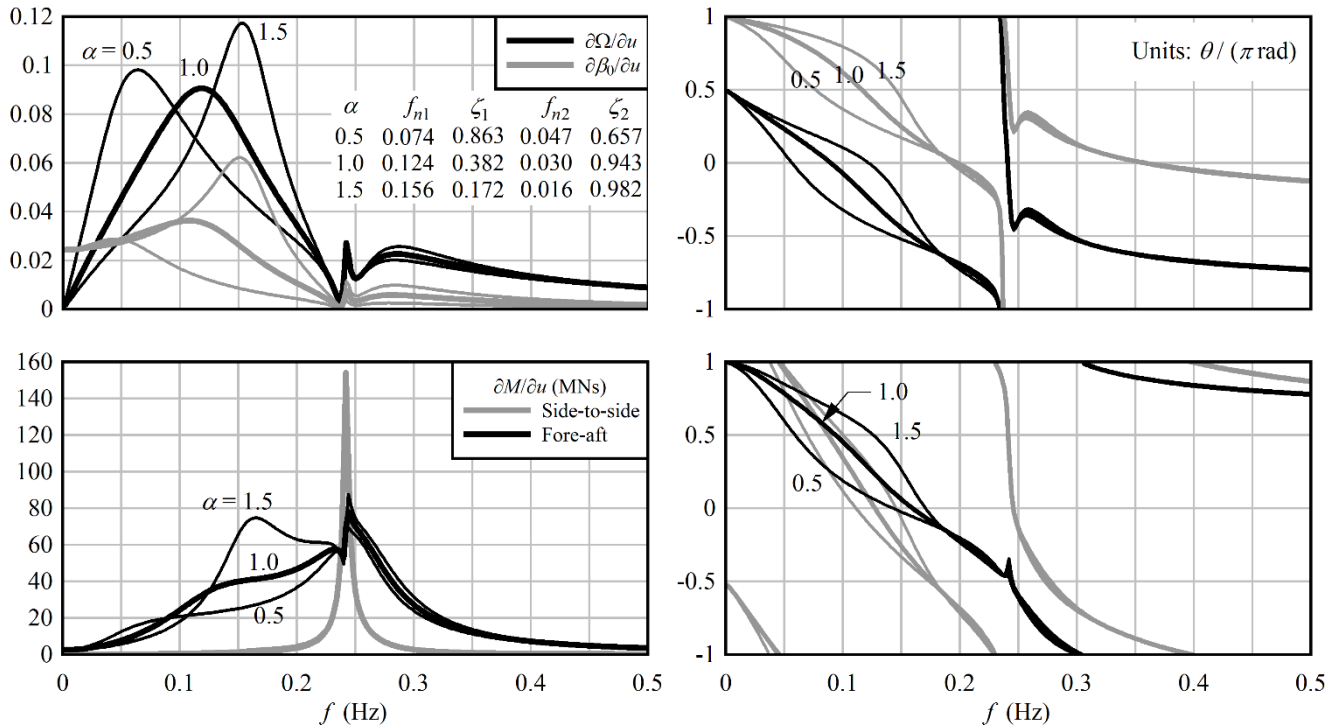 0.12
0.1
0.08
0.06
0.04
0.02
0
α = 0.5
1.0
1.5
∂Ω/∂u
∂β₀/∂u
α fₙ₁ ζ₁ fₙ₂ ζ₂
0.5 0.074 0.863 0.047 0.657
1.0 0.124 0.382 0.030 0.943
1.5 0.156 0.172 0.016 0.982
1
0.5
0
-0.5
-1
Units: θ / (π rad)
0.5
1.0
1.5
160
140
120
100
80
60
40
20
0
∂M/∂u (MNs)
Side-to-side
Fore-aft
α = 1.5
1.0
0.5
0 0.1 0.2 0.3 0.4 0.5
f (Hz)
1
0.5
0
-0.5
-1
1.0
1.5
0.5
0 0.1 0.2 0.3 0.4 0.5
f (Hz)